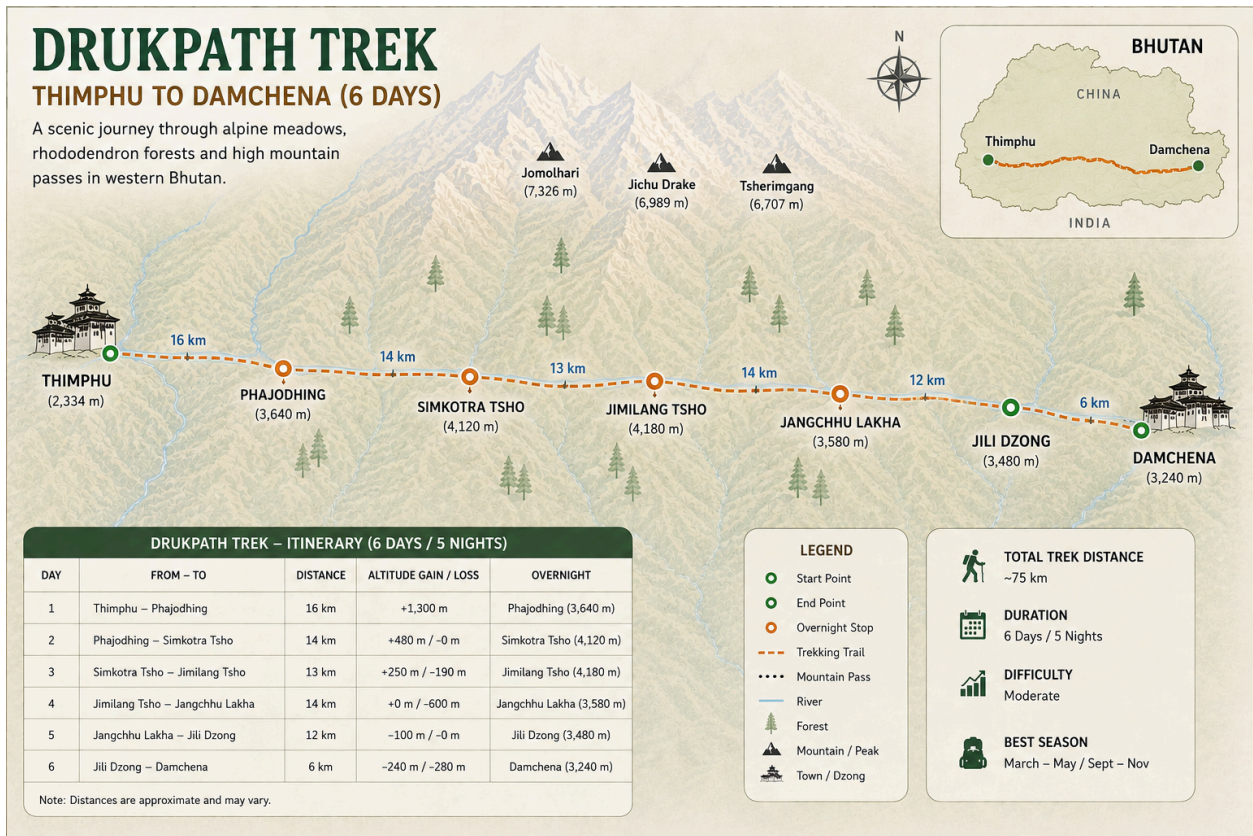 DRUKPATH TREK
THIMPHU TO DAMCHENA (6 DAYS)
A scenic journey through alpine meadows,
rhododendron forests and high mountain
passes in western Bhutan.
N
BHUTAN
CHINA
Thimphu
Damchena
INDIA
Jomolhari
(7,326 m)
Jichu Drake
(6,989 m)
Tsherimgang
(6,707 m)
16 km
14 km
13 km
14 km
12 km
6 km
THIMPHU
(2,334 m)
PHAJODHING
(3,640 m)
SIMKOTRA TSHO
(4,120 m)
JIMILANG TSHO
(4,180 m)
JANGCHHU LAKHA
(3,580 m)
JILI DZONG
(3,480 m)
DAMCHENA
(3,240 m)
DRUKPATH TREK – ITINERARY (6 DAYS / 5 NIGHTS)
DAY FROM – TO DISTANCE ALTITUDE GAIN / LOSS OVERNIGHT
1 Thimphu – Phajodhing 16 km +1,300 m Phajodhing (3,640 m)
2 Phajodhing – Simkotra Tsho 14 km +480 m / –0 m Simkotra Tsho (4,120 m)
3 Simkotra Tsho – Jimilang Tsho 13 km +250 m / –190 m Jimilang Tsho (4,180 m)
4 Jimilang Tsho – Jangchhu Lakha 14 km +0 m / –600 m Jangchhu Lakha (3,580 m)
5 Jangchhu Lakha – Jili Dzong 12 km –100 m / –0 m Jili Dzong (3,480 m)
6 Jili Dzong – Damchena 6 km –240 m / –280 m Damchena (3,240 m)
Note: Distances are approximate and may vary.
LEGEND
Start Point
End Point
Overnight Stop
Trekking Trail
Mountain Pass
River
Forest
Mountain / Peak
Town / Dzong
TOTAL TREK DISTANCE
~75 km
DURATION
6 Days / 5 Nights
DIFFICULTY
Moderate
BEST SEASON
March – May / Sept – Nov